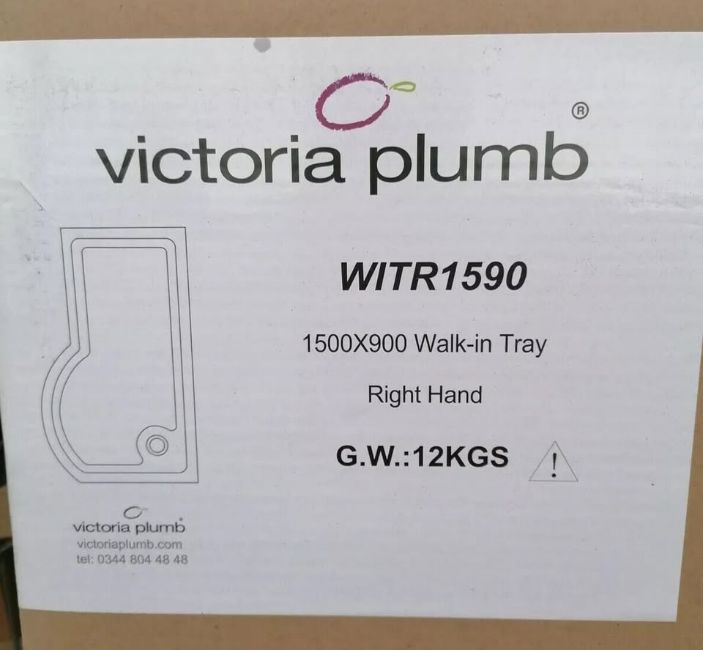 ®
victoria plumb
WITR1590
1500X900 Walk-in Tray
Right Hand
G.W.:12KGS
!
victoria plumb®
victoriaplumb.com
tel: 0344 804 48 48